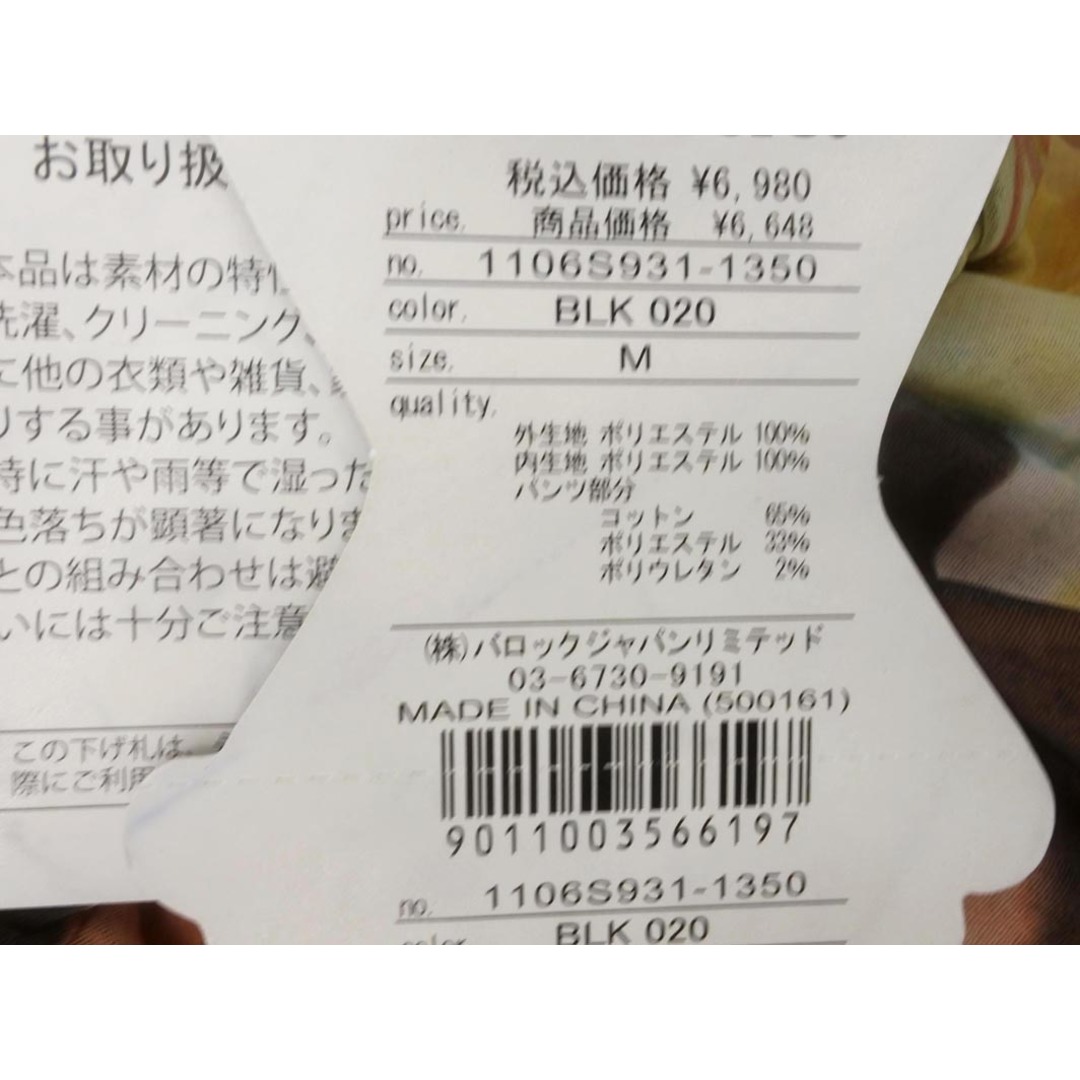 お取り扱
本品は素材の特性
洗濯、クリーニング、
に他の衣類や雑貨、
りする事があります。
特に汗や雨等で湿った
色落ちが顕著になりま
との組み合わせは避
いには十分ご注意
この下げ札は、
際にご利用
税込価格 ¥6,980
price. 商品価格 ¥6,648
no. 1106S931-1350
color. BLK 020
size. M
quality.
外生地 ポリエステル 100%
内生地 ポリエステル 100%
パンツ部分
コットン 65%
ポリエステル 33%
ポリウレタン 2%
(株)バロックジャパンリミテッド
03-6730-9191
MADE IN CHINA (500161)
9011003566197
no. 1106S931-1350
color. BLK 020